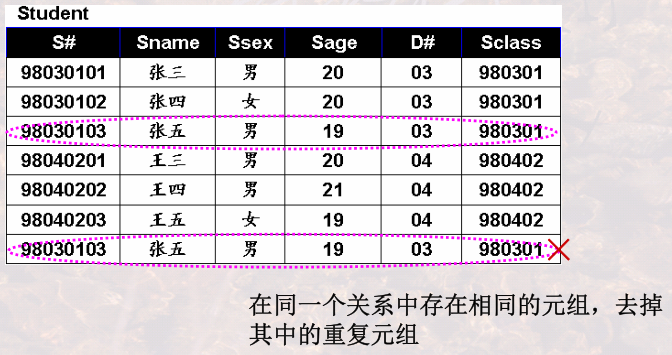 Student
S# Sname Ssex Sage D# Sclass
98030101 张三 男 20 03 980301
98030102 张四 女 20 03 980301
98030103 张五 男 19 03 980301
98040201 王三 男 20 04 980402
98040202 王四 男 21 04 980402
98040203 王五 女 19 04 980402
98030103 张五 男 19 03 980301
在同一个关系中存在相同的元组，去掉
其中的重复元组